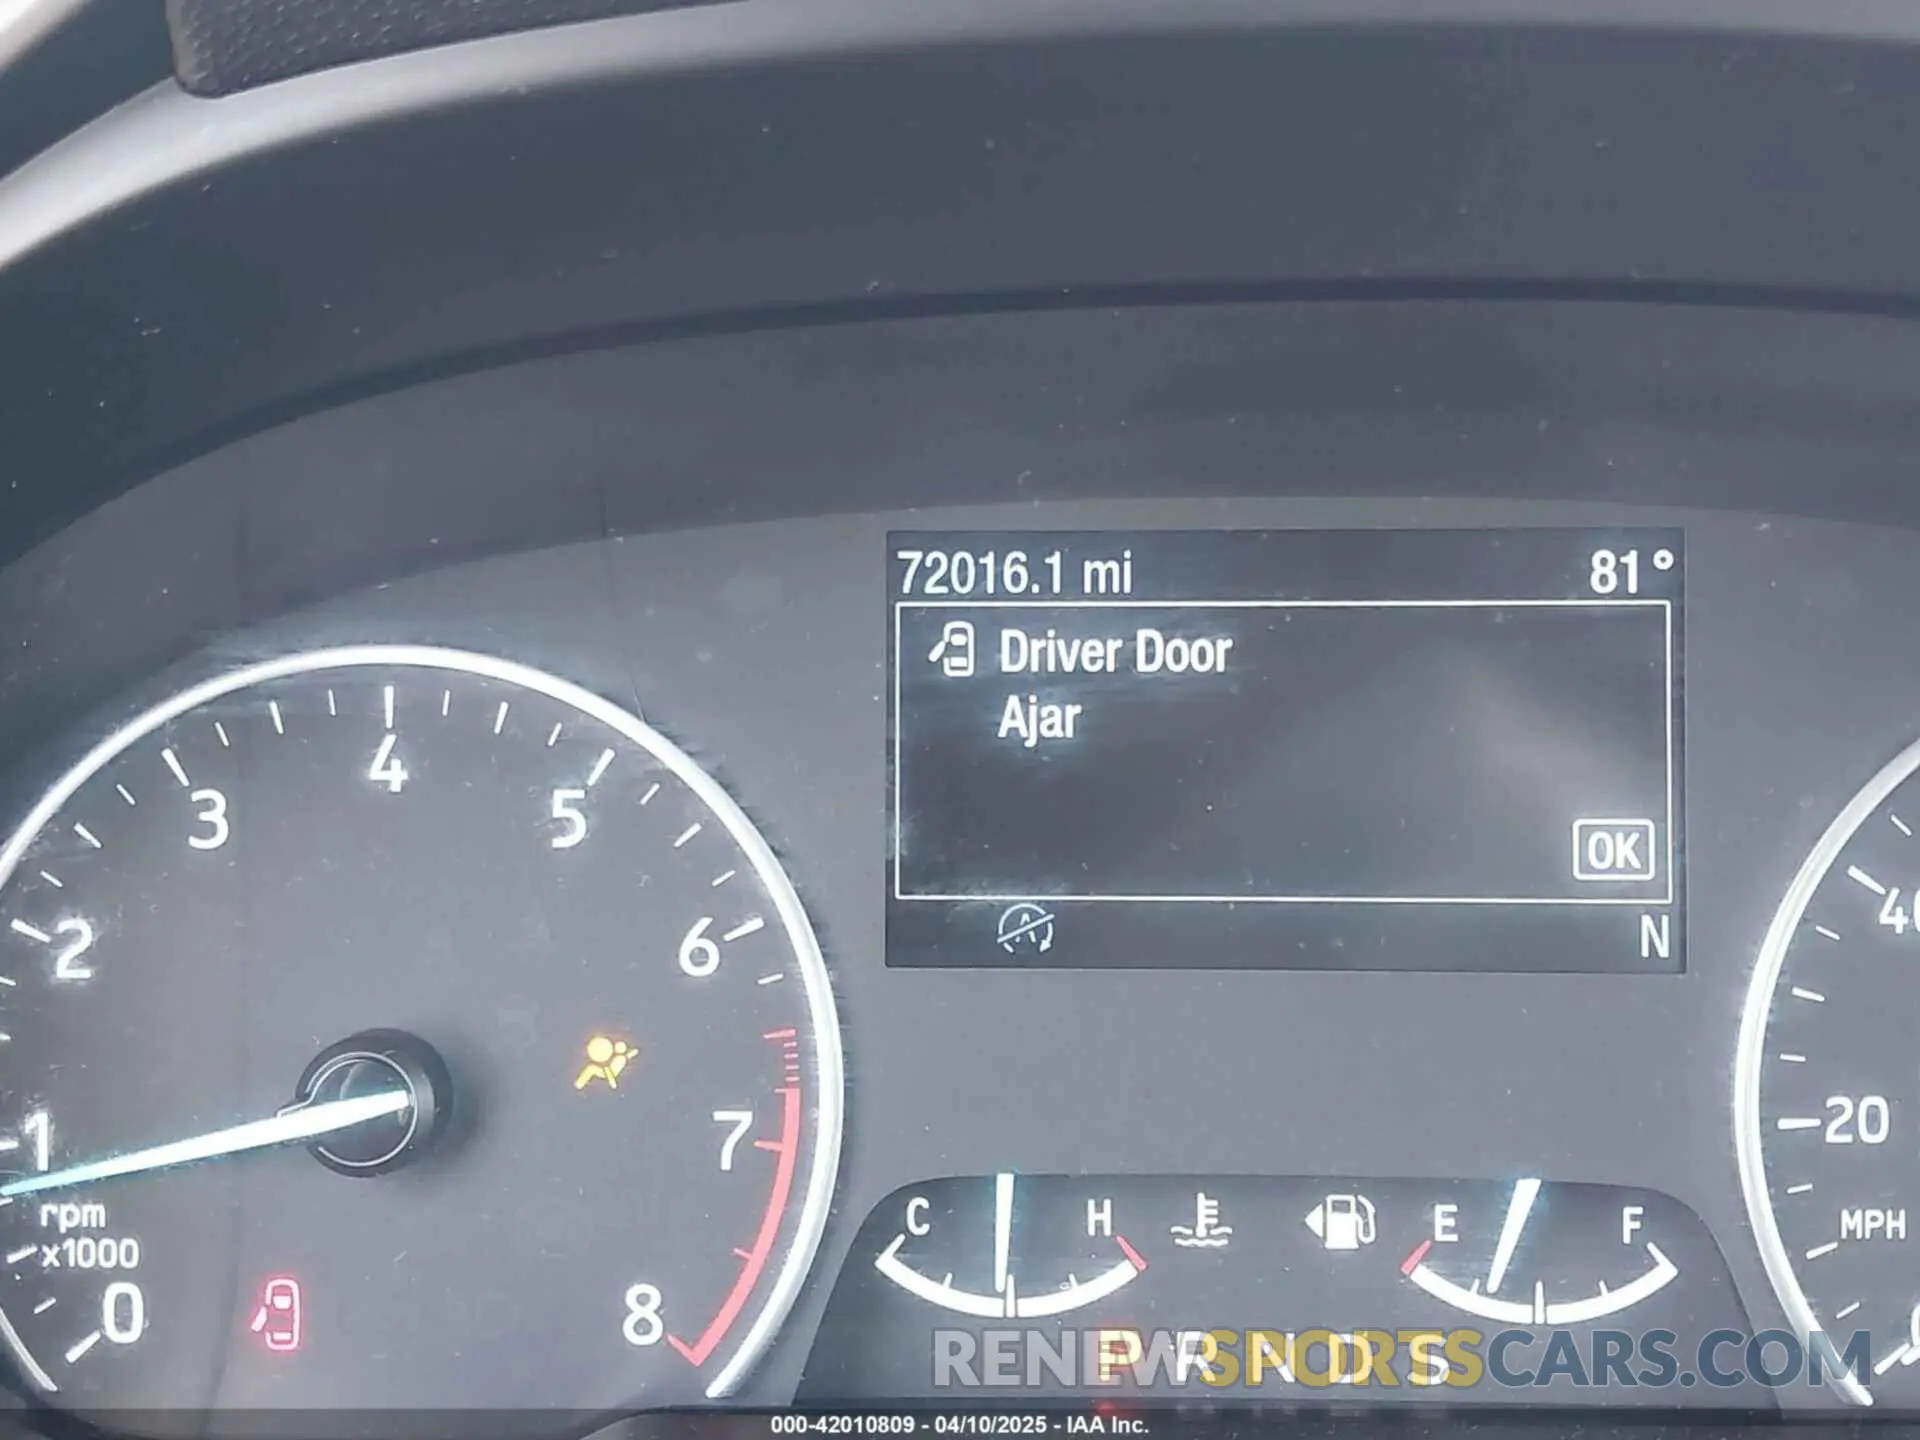 72016.1 mi 81°
Driver Door
Ajar
OK
N
0 1 2 3 4 5 6 7 8
rpm
x1000
40
20
MPH
C H E F
P R N D S
RENEWSPORTSCARS.COM
000-42010809 - 04/10/2025 - IAA Inc.